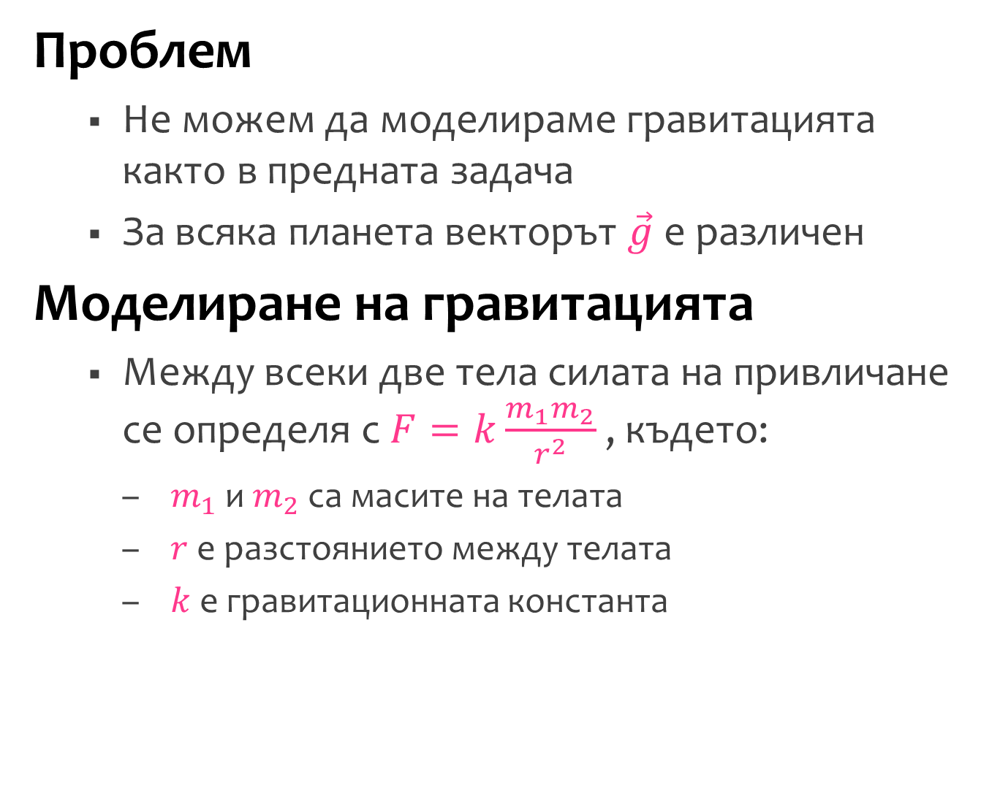 Проблем
▪ Не можем да моделираме гравитацията
както в предната задача
▪ За всяка планета векторът $\vec{g}$ е различен
Моделиране на гравитацията
▪ Между всеки две тела силата на привличане
се определя с $F = k\frac{m_1 m_2}{r^2}$ , където:
– $m_1$ и $m_2$ са масите на телата
– $r$ е разстоянието между телата
– $k$ е гравитационната константа